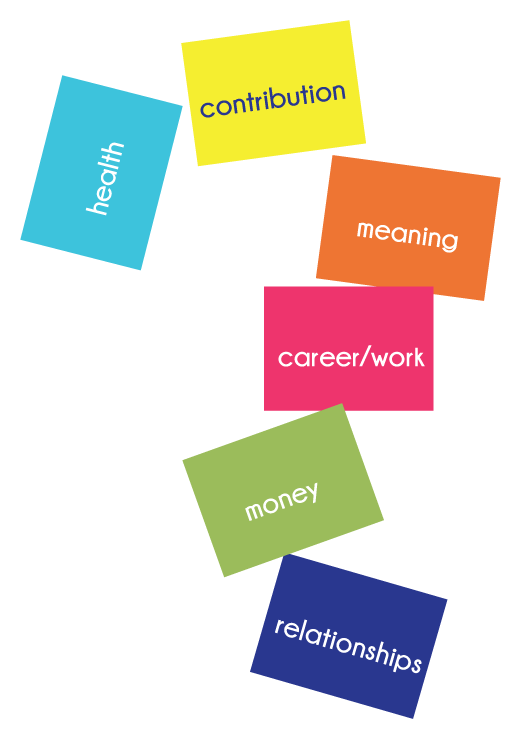 contribution
health
meaning
career/work
money
relationships